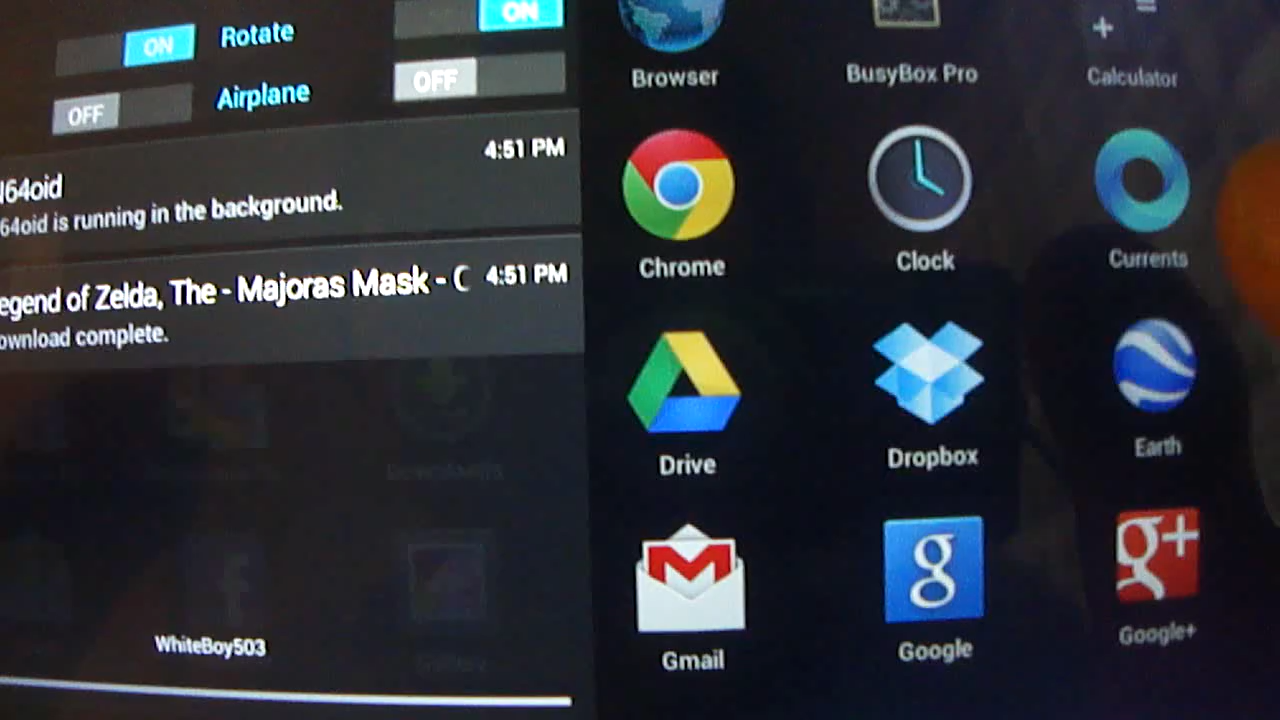 ON
Rotate
ON
OFF
Airplane
OFF
4:51 PM
N64oid
64oid is running in the background.
egend of Zelda, The - Majoras Mask - C
4:51 PM
ownload complete.
WhiteBoy503
Browser
BusyBox Pro
Calculator
Chrome
Clock
Currents
Drive
Dropbox
Earth
Gmail
g
Google
g+
Google+